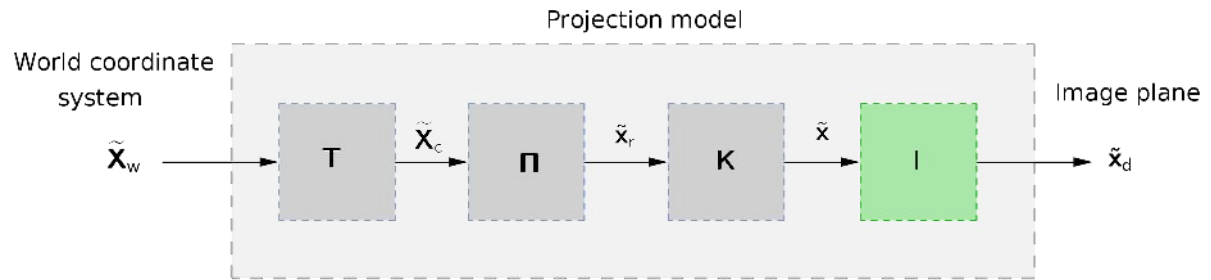 Projection model
World coordinate
system
Image plane
X̃w
T
X̃c
Π
x̃r
K
x̃
I
x̃d